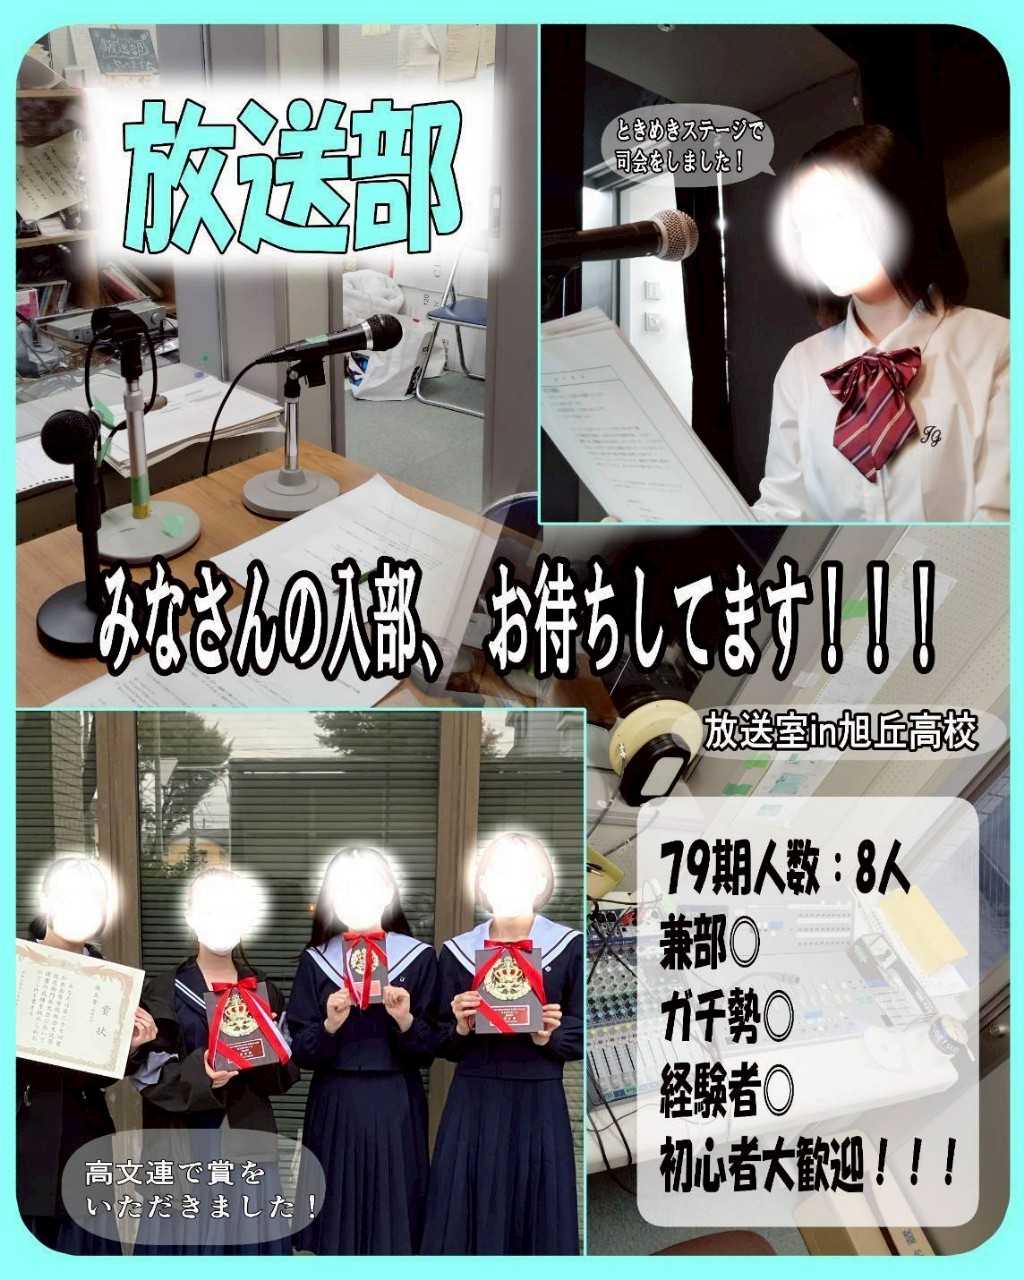 放送部
ときめきステージで
司会をしました！
みなさんの入部、お待ちしてます！！！
放送室in旭丘高校
79期人数：8人
兼部○
ガチ勢○
経験者○
初心者大歓迎！！！
賞状
高文連で賞を
いただきました！